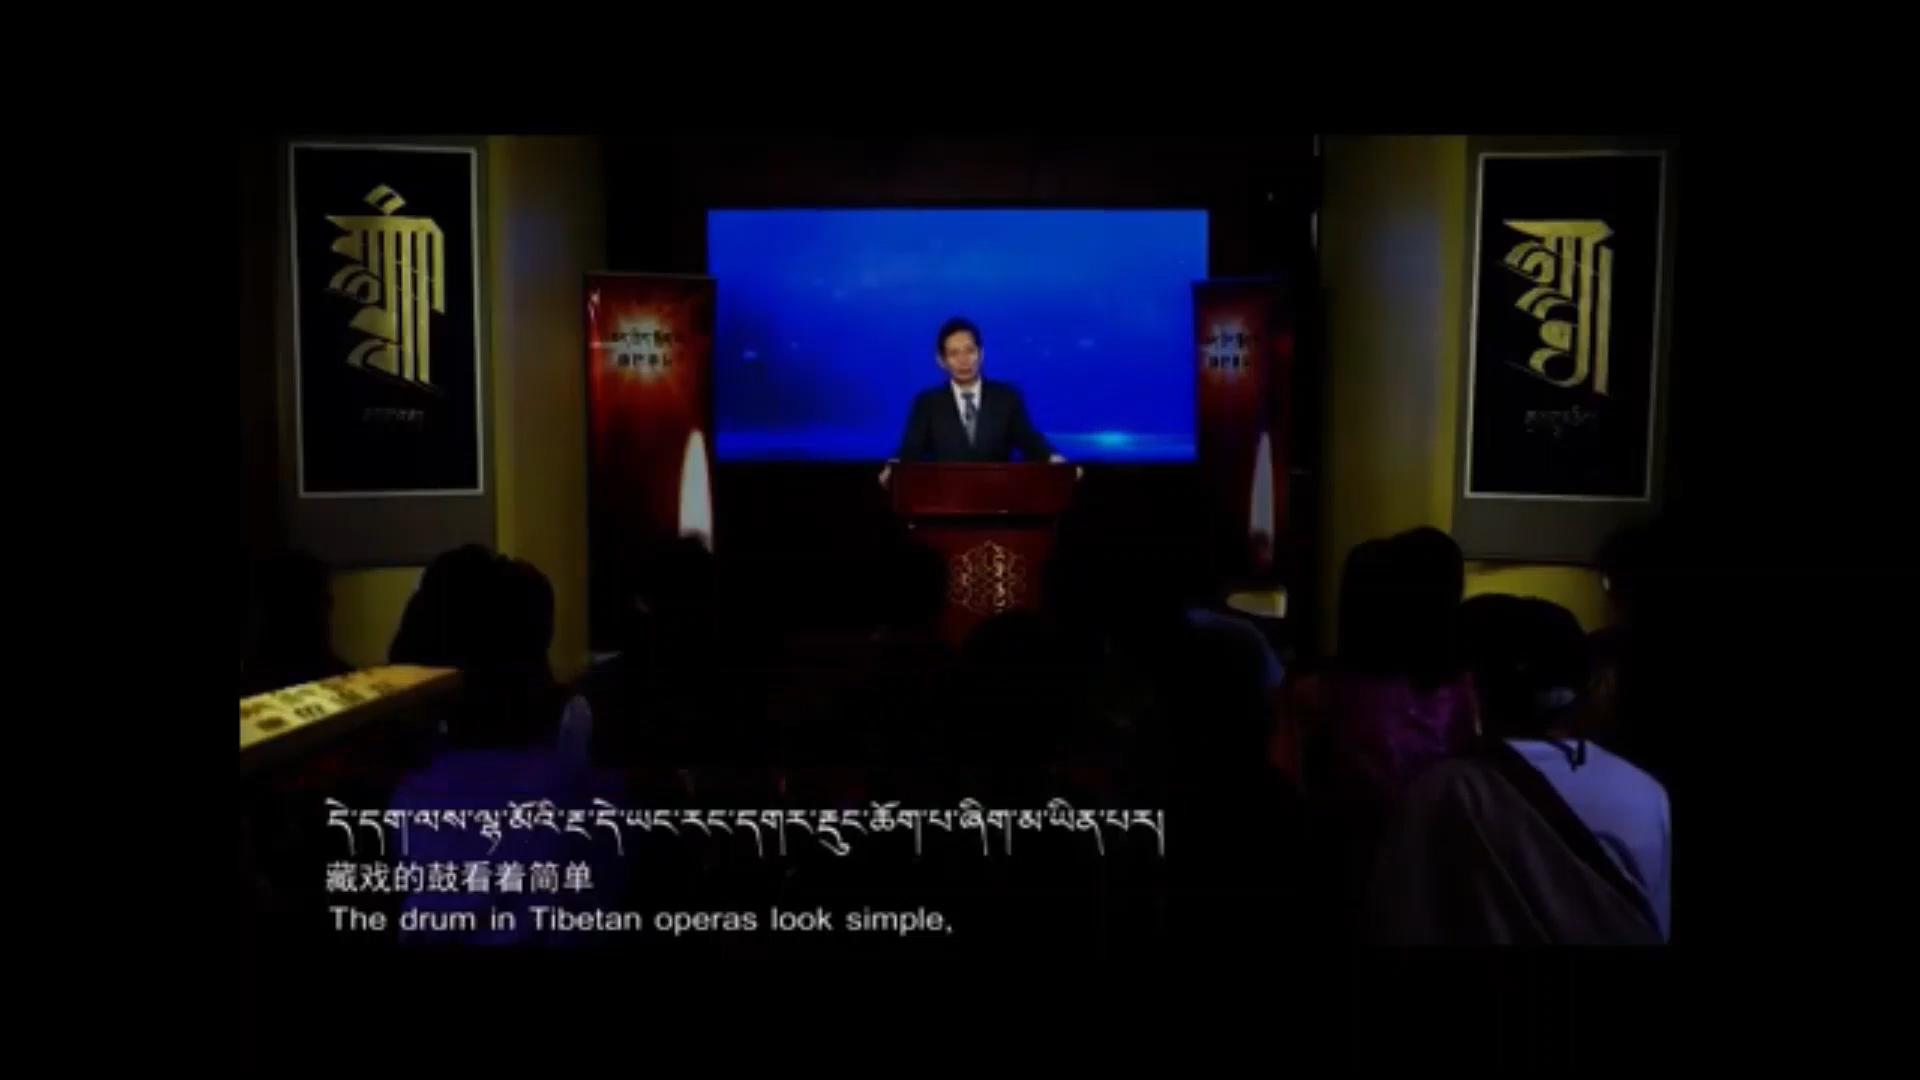 དེ་དག་ལས་ལྷ་མོའི་རྔ་དེ་ཡང་རང་དགར་རྡུང་ཆོག་པ་ཞིག་མ་ཡིན་པར།
藏戏的鼓看着简单
The drum in Tibetan operas look simple,